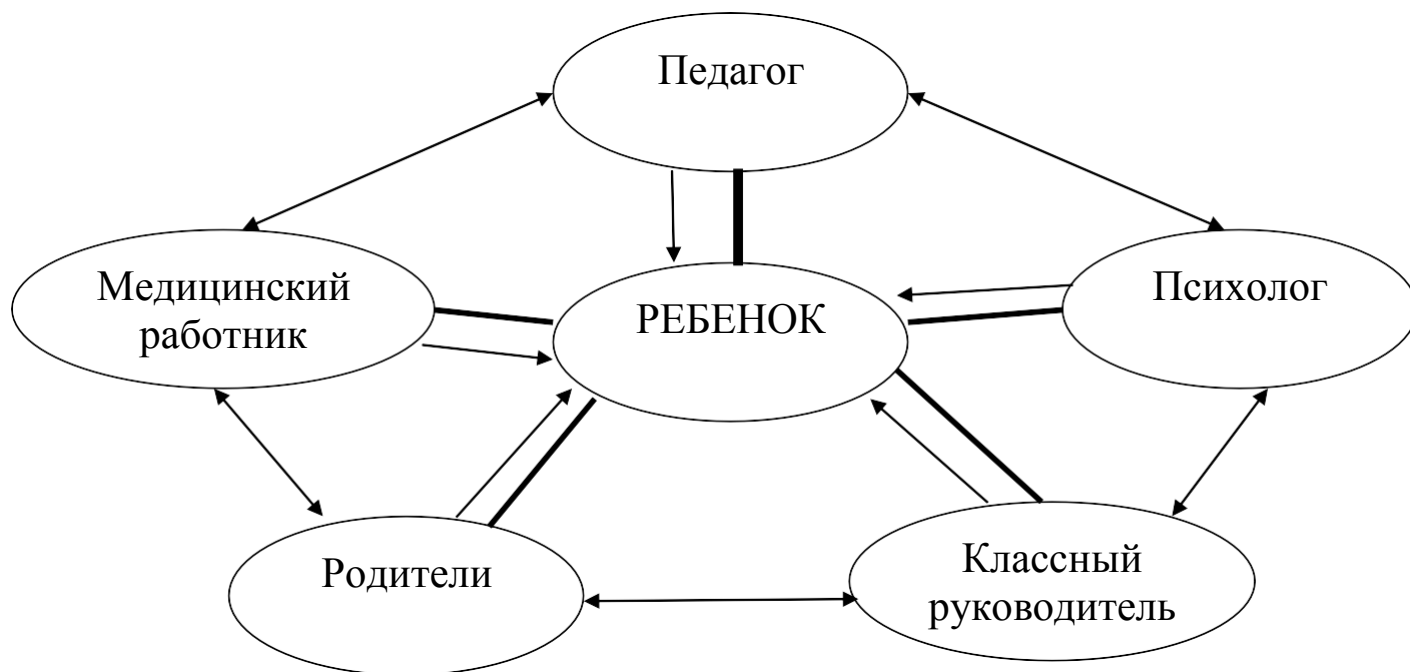 Педагог
Медицинский
работник
РЕБЕНОК
Психолог
Родители
Классный
руководитель